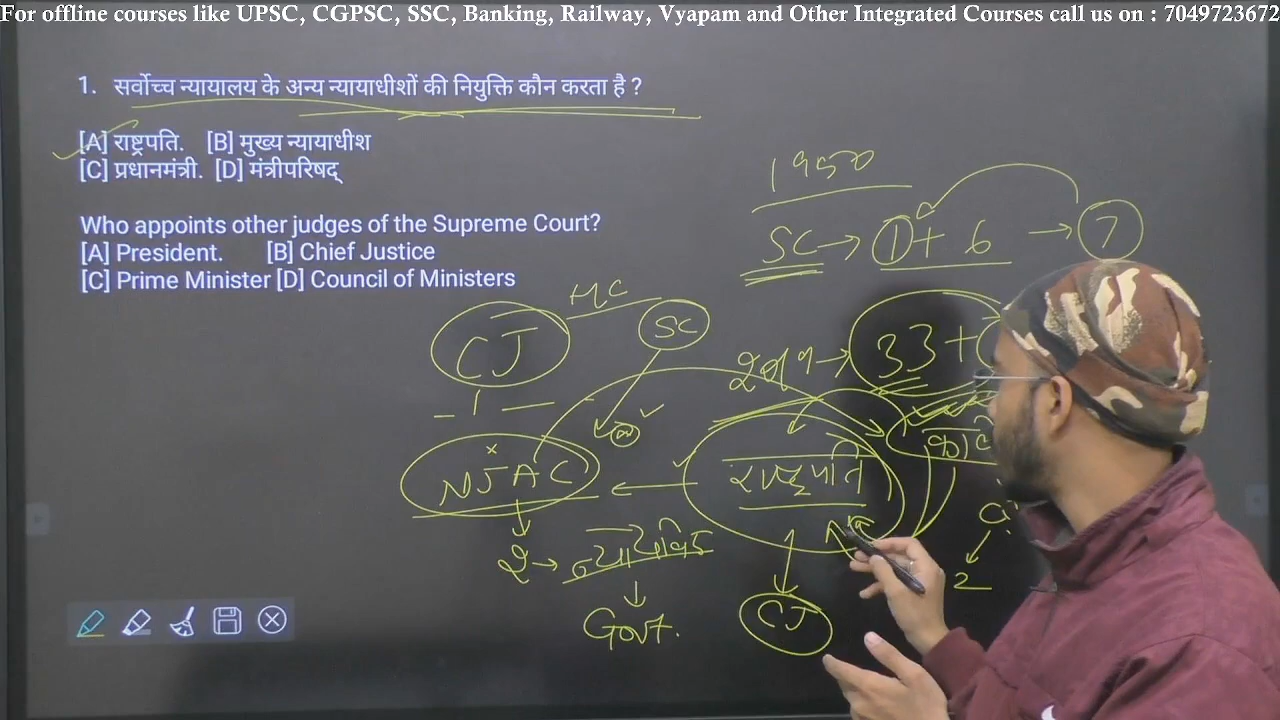 For offline courses like UPSC, CGPSC, SSC, Banking, Railway, Vyapam and Other Integrated Courses call us on : 7049723672
1. सर्वोच्च न्यायालय के अन्य न्यायाधीशों की नियुक्ति कौन करता है ?
[A] राष्ट्रपति. [B] मुख्य न्यायाधीश
[C] प्रधानमंत्री. [D] मंत्रीपरिषद्
Who appoints other judges of the Supreme Court?
[A] President. [B] Chief Justice
[C] Prime Minister [D] Council of Ministers
1950
SC → 1 + 6 → 7
HC
CJ
SC
33 +
NJAC
राष्ट्रपति
2 →
Govt.
CJ
2